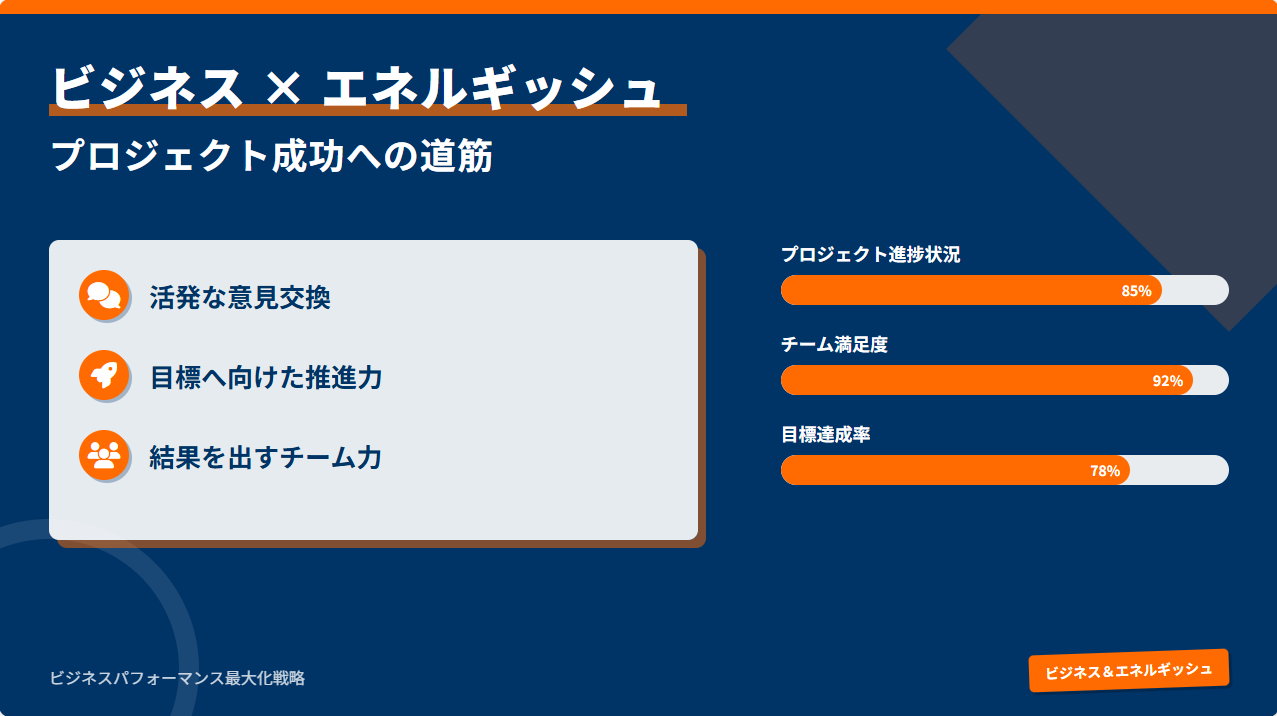 ビジネス × エネルギッシュ
プロジェクト成功への道筋
活発な意見交換
目標へ向けた推進力
結果を出すチーム力
プロジェクト進捗状況
85%
チーム満足度
92%
目標達成率
78%
ビジネスパフォーマンス最大化戦略
ビジネス＆エネルギッシュ